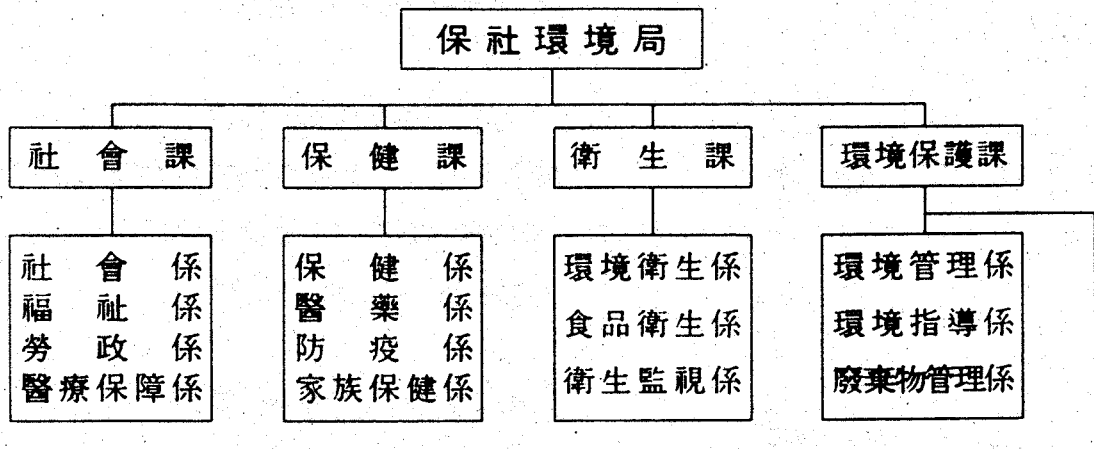 保社環境局
社會課
保健課
衛生課
環境保護課
社會係
福祉係
勞政係
醫療保障係
保健係
醫藥係
防疫係
家族保健係
環境衛生係
食品衛生係
衛生監視係
環境管理係
環境指導係
廢棄物管理係